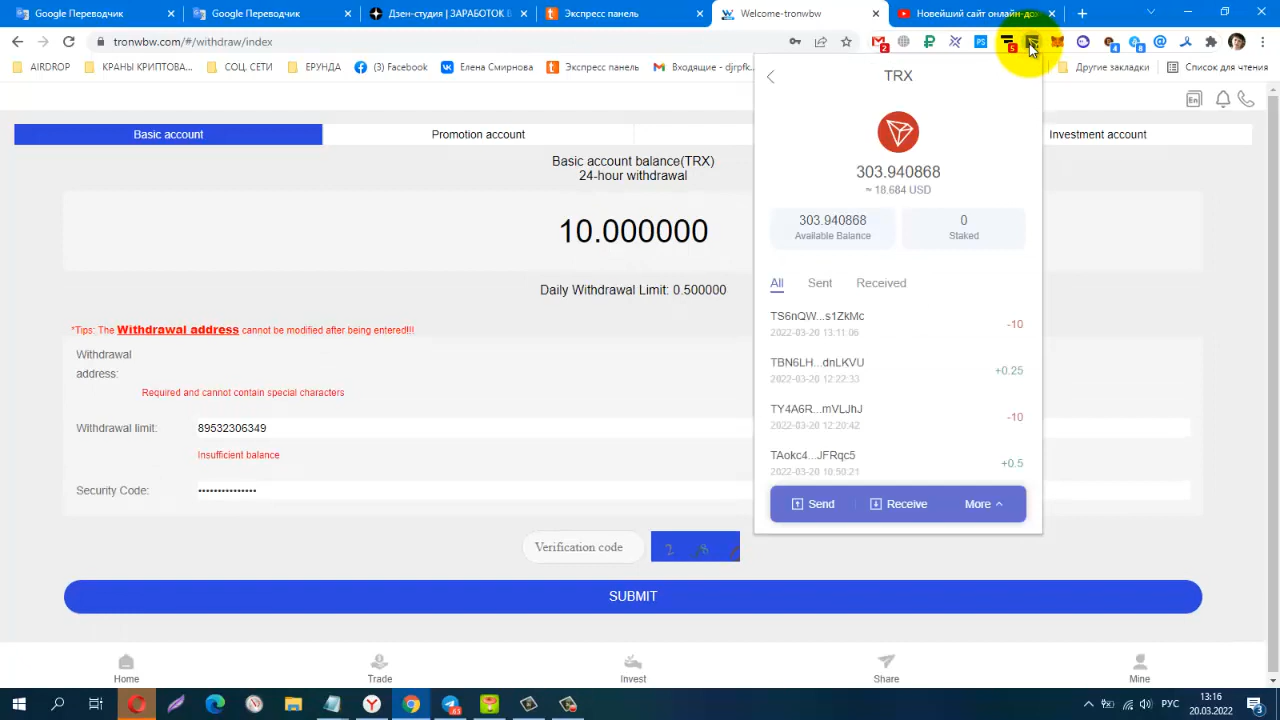 Google Переводчик
Google Переводчик
Дзен-студия | ЗАРАБОТОК В
Экспресс панель
Welcome-tronwbw
Новейший сайт онлайн-до
tronwbw.com/#/withdraw/index
AIRDROP
КРАНЫ КРИПТОВА...
СОЦ. СЕТИ
ЕРУНДА
(3) Facebook
Елена Смирнова
Экспресс панель
Входящие - djrpfk...
Другие закладки
Список для чтения
TRX
En
Basic account
Promotion account
Investment account
Basic account balance(TRX)
24-hour withdrawal
10.000000
Daily Withdrawal Limit: 0.500000
*Tips: The Withdrawal address cannot be modified after being entered!!!
Withdrawal
address:
Required and cannot contain special characters
Withdrawal limit:
89532306349
Insufficient balance
Security Code:
•••••••••••••••
Verification code
2 8
SUBMIT
303.940868
≈ 18.684 USD
303.940868
Available Balance
0
Staked
All
Sent
Received
TS6nQW...s1ZkMc
2022-03-20 13:11:06
-10
TBN6LH...dnLKVU
2022-03-20 12:22:33
+0.25
TY4A6R...mVLJhJ
2022-03-20 12:20:42
-10
TAokc4...JFRqc5
2022-03-20 10:50:21
+0.5
Send
Receive
More
Home
Trade
Invest
Share
Mine
РУС
13:16
20.03.2022